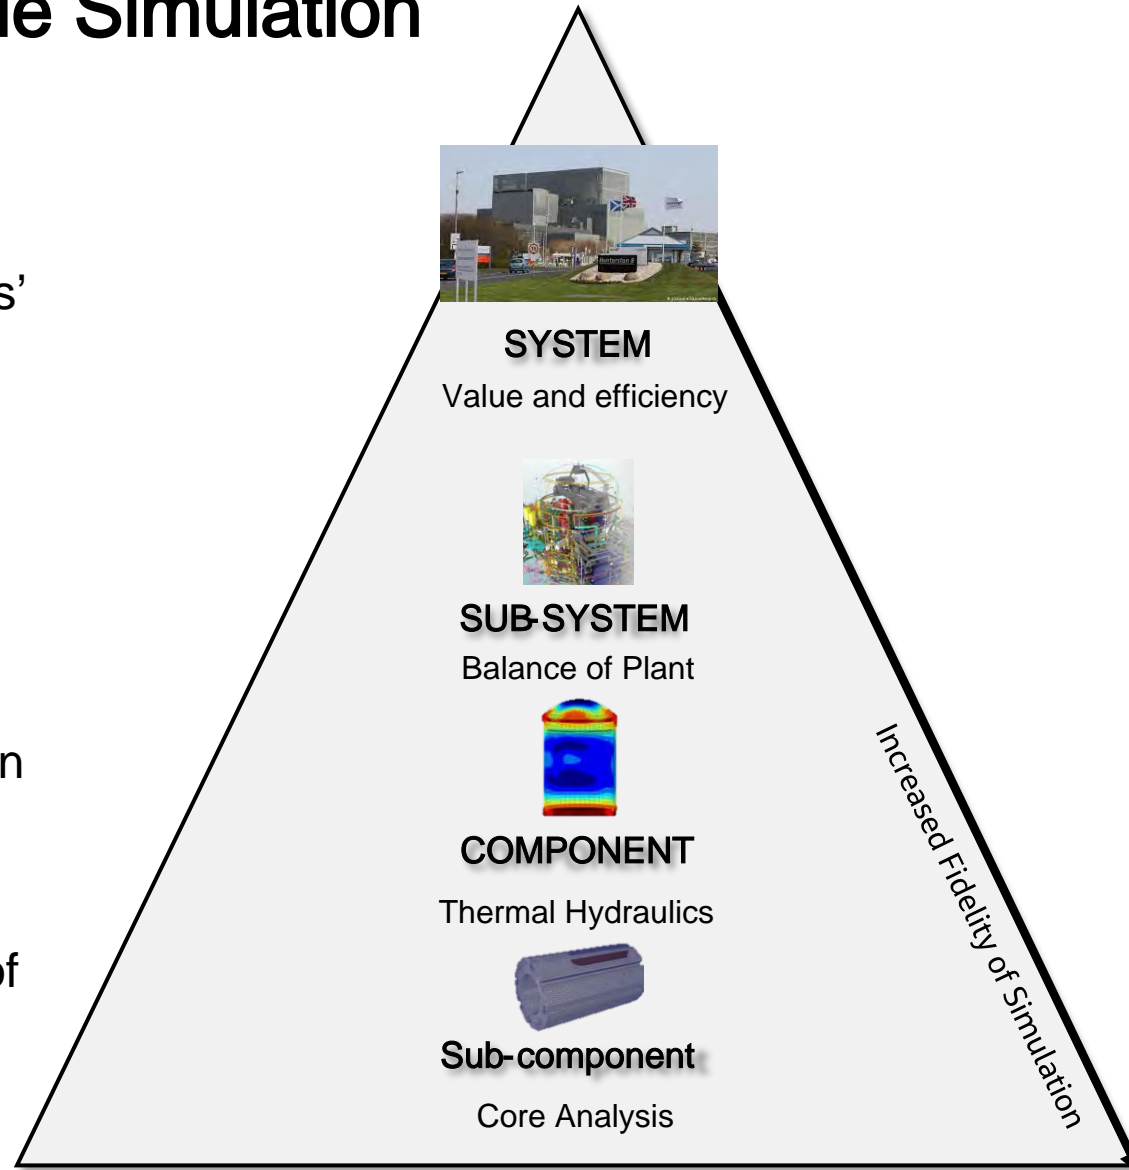 le Simulation
s’
Hunterston B
SYSTEM
Value and efficiency
SUB-SYSTEM
Balance of Plant
n
COMPONENT
Thermal Hydraulics
of
Sub-component
Core Analysis
Increased Fidelity of Simulation